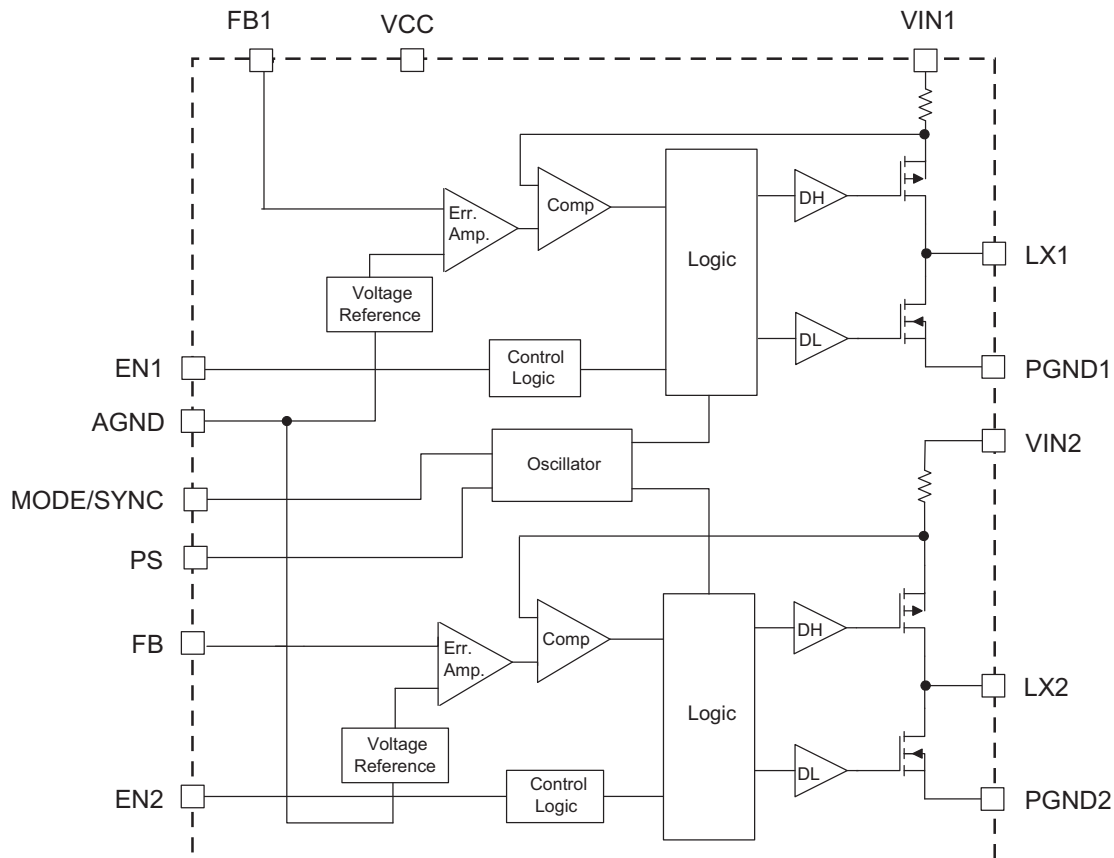 FB1
VCC
VIN1
Err.
Amp.
Comp
Logic
DH
LX1
Voltage
Reference
DL
EN1
Control
Logic
PGND1
AGND
VIN2
Oscillator
MODE/SYNC
PS
FB
Err.
Amp.
Comp
DH
LX2
Logic
Voltage
Reference
DL
EN2
Control
Logic
PGND2